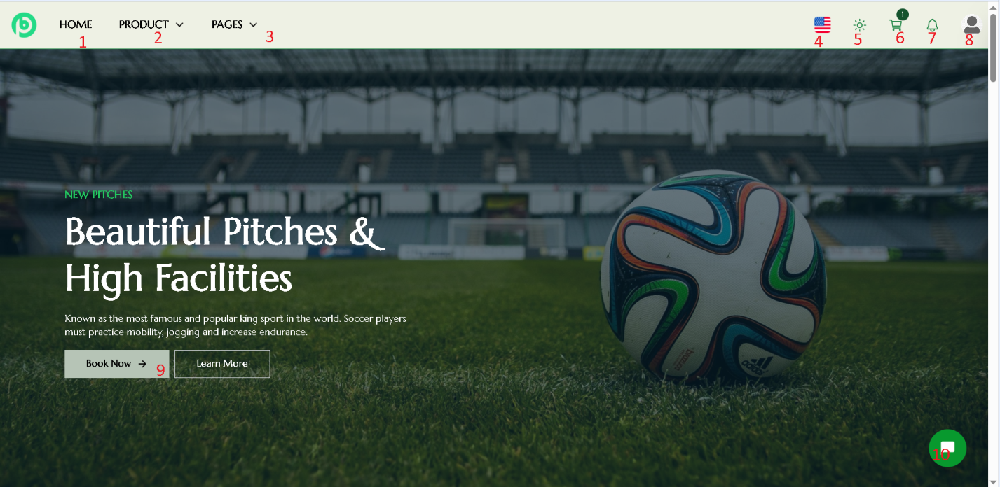 HOME PRODUCT PAGES 1
1 2 3 4 5 6 7 8
NEW PITCHES
Beautiful Pitches &
High Facilities
Known as the most famous and popular king sport in the world. Soccer players
must practice mobility, jogging and increase endurance.
Book Now → 9 Learn More
adidas
10